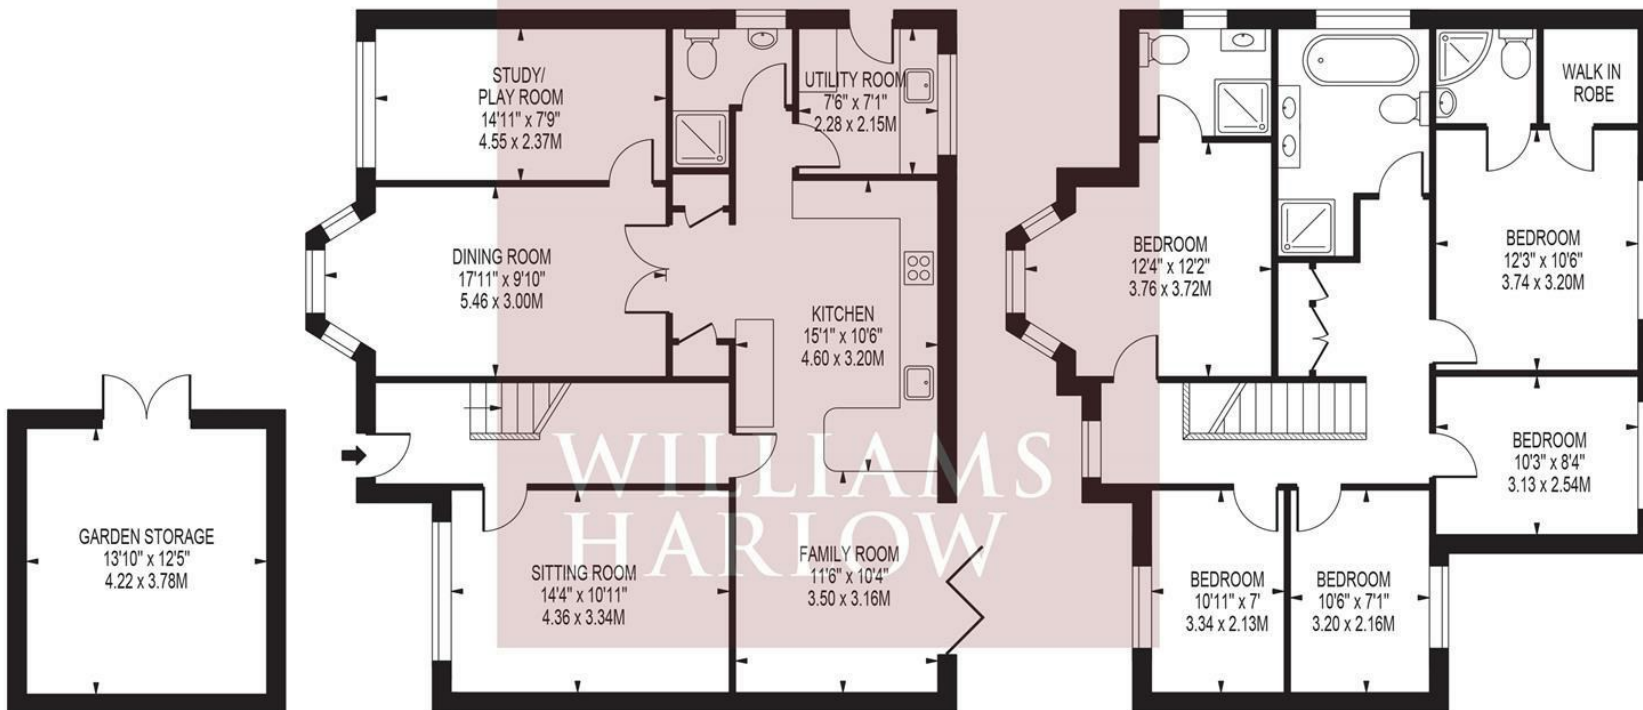 STUDY/
PLAY ROOM
14'11" x 7'9"
4.55 x 2.37M
UTILITY ROOM
7'6" x 7'1"
2.28 x 2.15M
DINING ROOM
17'11" x 9'10"
5.46 x 3.00M
KITCHEN
15'1" x 10'6"
4.60 x 3.20M
GARDEN STORAGE
13'10" x 12'5"
4.22 x 3.78M
SITTING ROOM
14'4" x 10'11"
4.36 x 3.34M
FAMILY ROOM
11'6" x 10'4"
3.50 x 3.16M
WILLIAMS
HARLOW
WALK IN
ROBE
BEDROOM
12'4" x 12'2"
3.76 x 3.72M
BEDROOM
12'3" x 10'6"
3.74 x 3.20M
BEDROOM
10'3" x 8'4"
3.13 x 2.54M
BEDROOM
10'11" x 7'
3.34 x 2.13M
BEDROOM
10'6" x 7'1"
3.20 x 2.16M